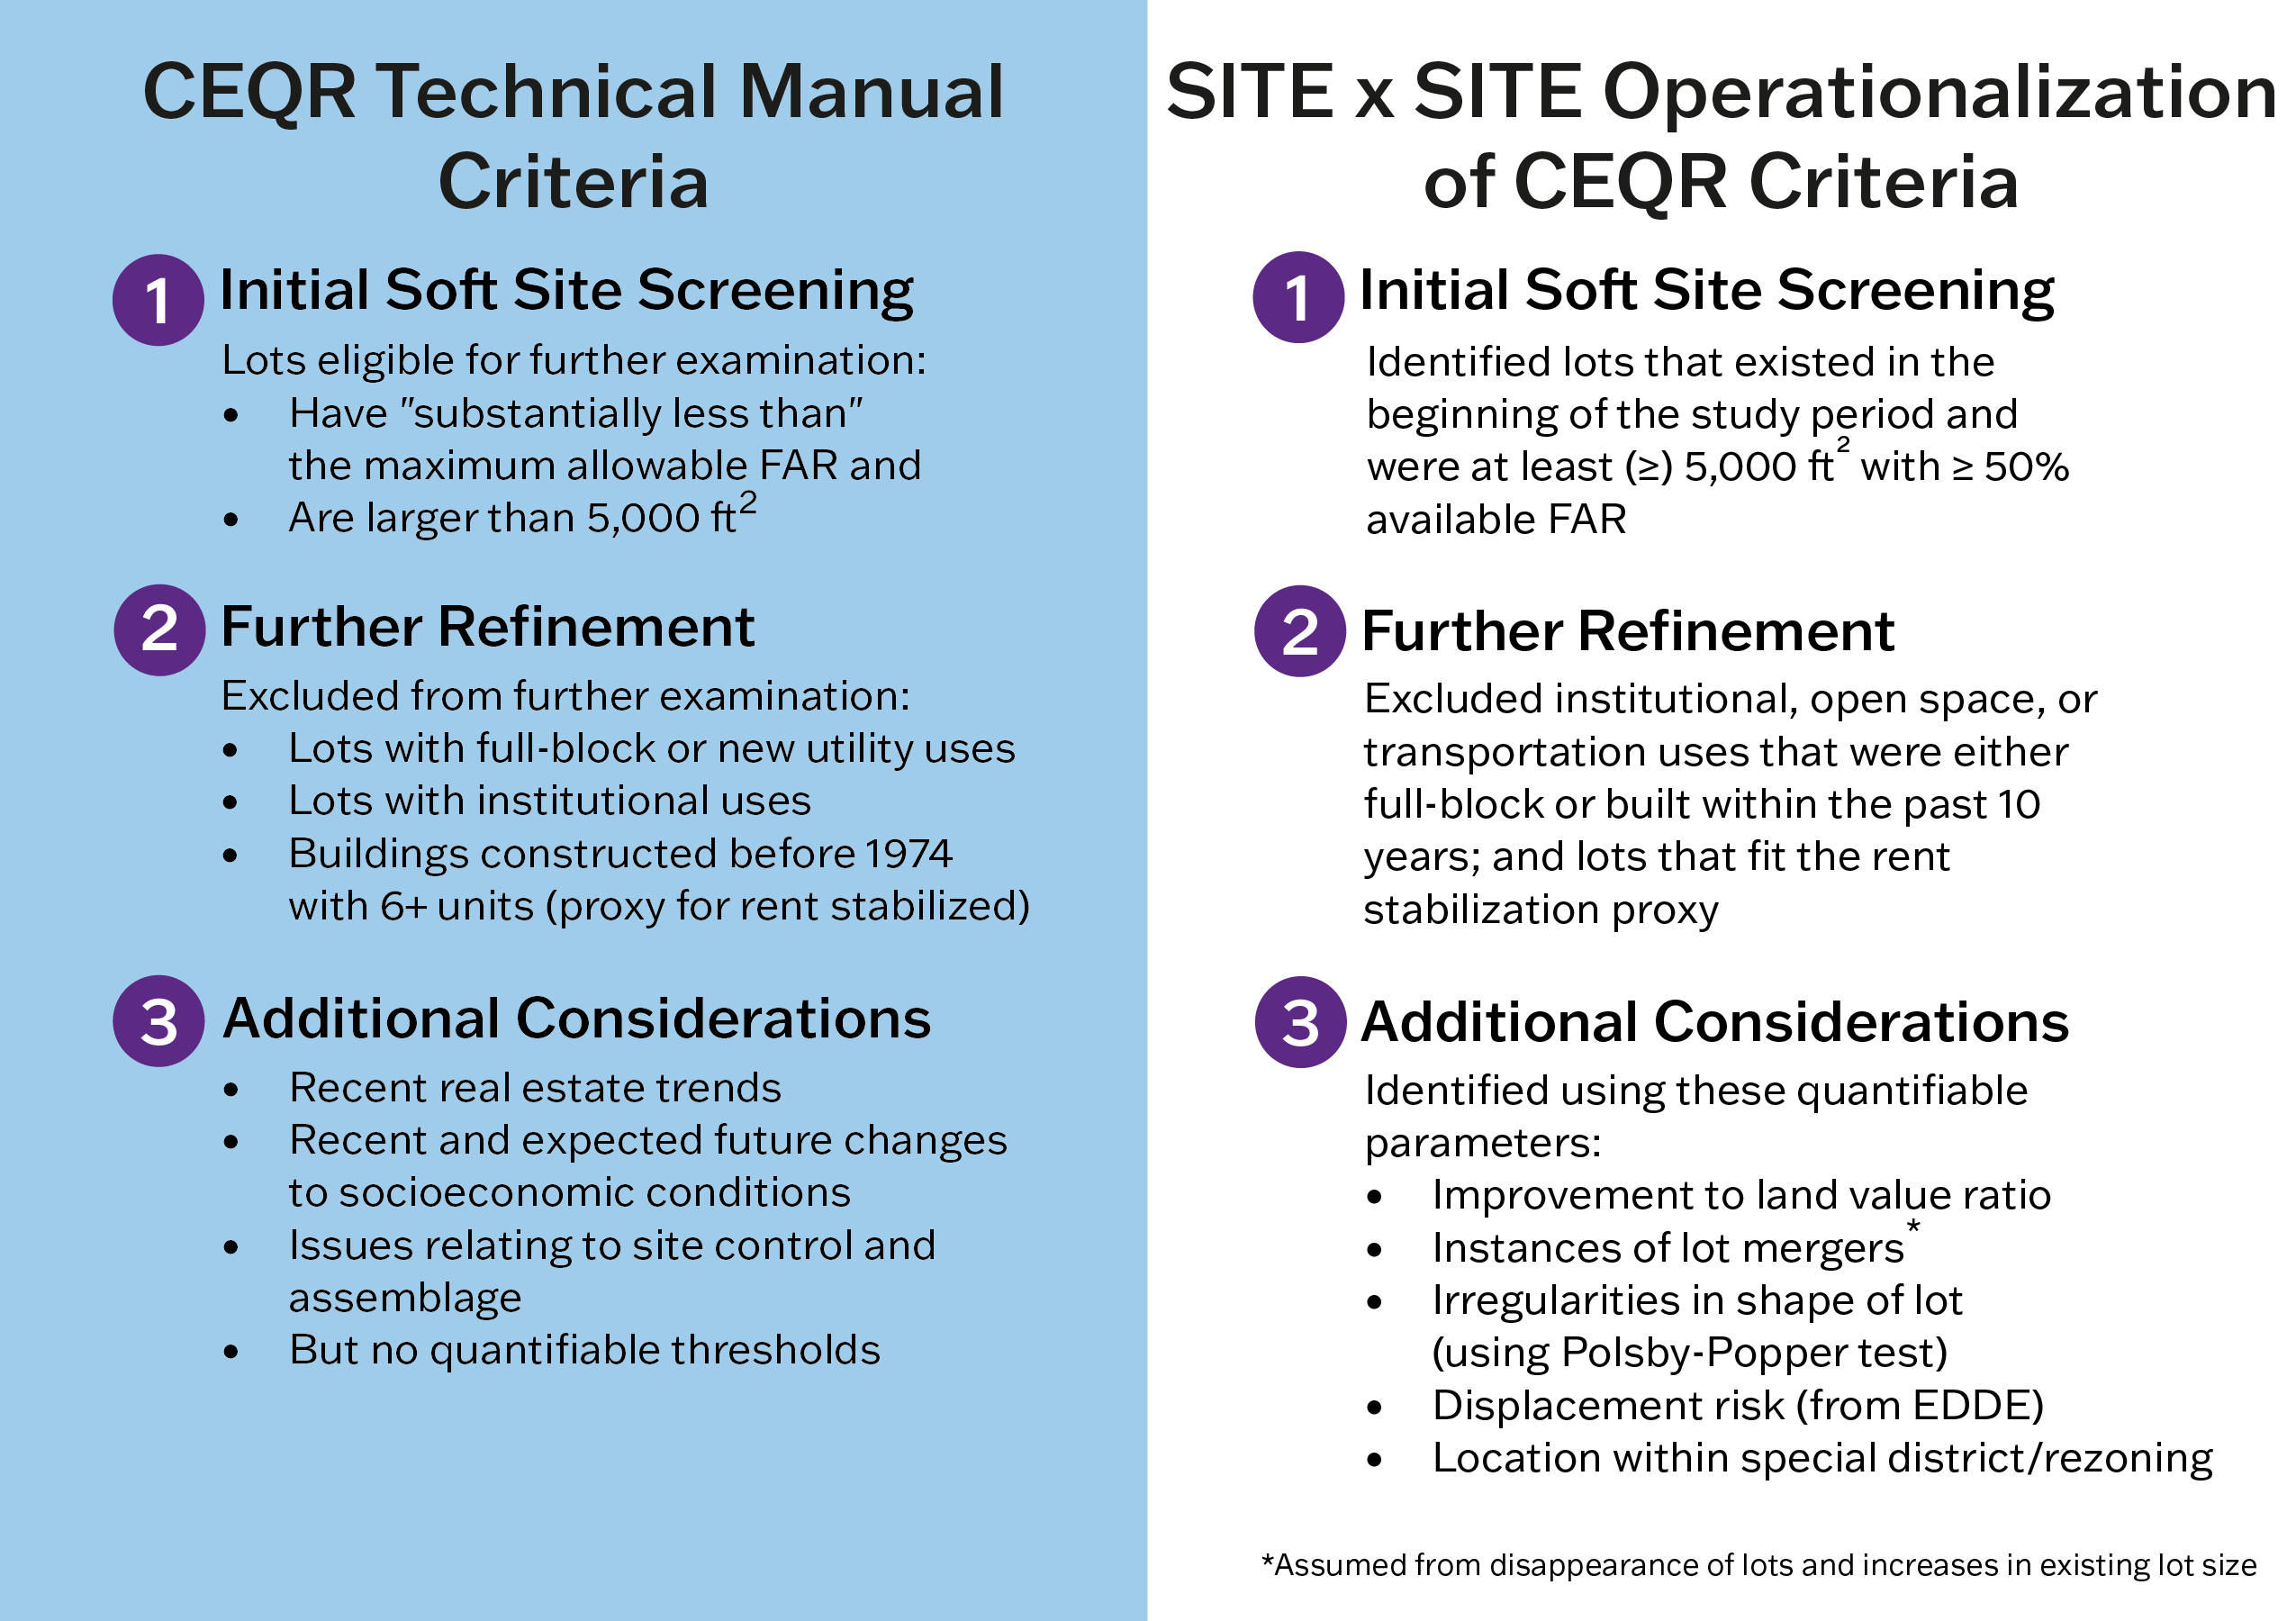 CEQR Technical Manual
Criteria
1 Initial Soft Site Screening
Lots eligible for further examination:
• Have "substantially less than"
the maximum allowable FAR and
• Are larger than 5,000 ft²
2 Further Refinement
Excluded from further examination:
• Lots with full-block or new utility uses
• Lots with institutional uses
• Buildings constructed before 1974
with 6+ units (proxy for rent stabilized)
3 Additional Considerations
• Recent real estate trends
• Recent and expected future changes
to socioeconomic conditions
• Issues relating to site control and
assemblage
• But no quantifiable thresholds
SITE x SITE Operationalization
of CEQR Criteria
1 Initial Soft Site Screening
Identified lots that existed in the
beginning of the study period and
were at least (≥) 5,000 ft² with ≥ 50%
available FAR
2 Further Refinement
Excluded institutional, open space, or
transportation uses that were either
full-block or built within the past 10
years; and lots that fit the rent
stabilization proxy
3 Additional Considerations
Identified using these quantifiable
parameters:
• Improvement to land value ratio
• Instances of lot mergers*
• Irregularities in shape of lot
(using Polsby-Popper test)
• Displacement risk (from EDDE)
• Location within special district/rezoning
*Assumed from disappearance of lots and increases in existing lot size